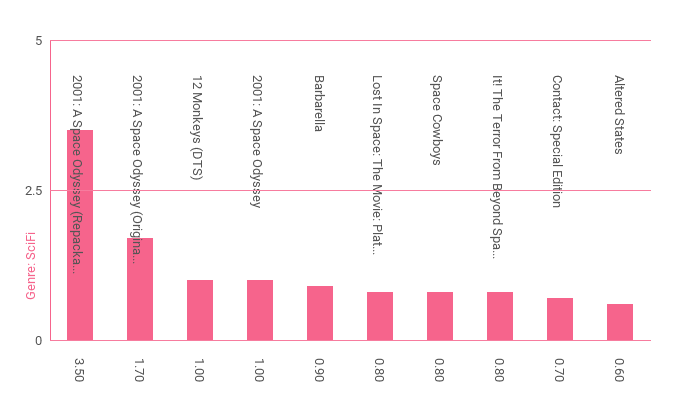 5
2.5
0
Genre: SciFi
2001: A Space Odyssey (Repacka...
2001: A Space Odyssey (Origina...
12 Monkeys (DTS)
2001: A Space Odyssey
Barbarella
Lost In Space: The Movie: Plat...
Space Cowboys
It! The Terror From Beyond Spa...
Contact: Special Edition
Altered States
3.50
1.70
1.00
1.00
0.90
0.80
0.80
0.80
0.70
0.60